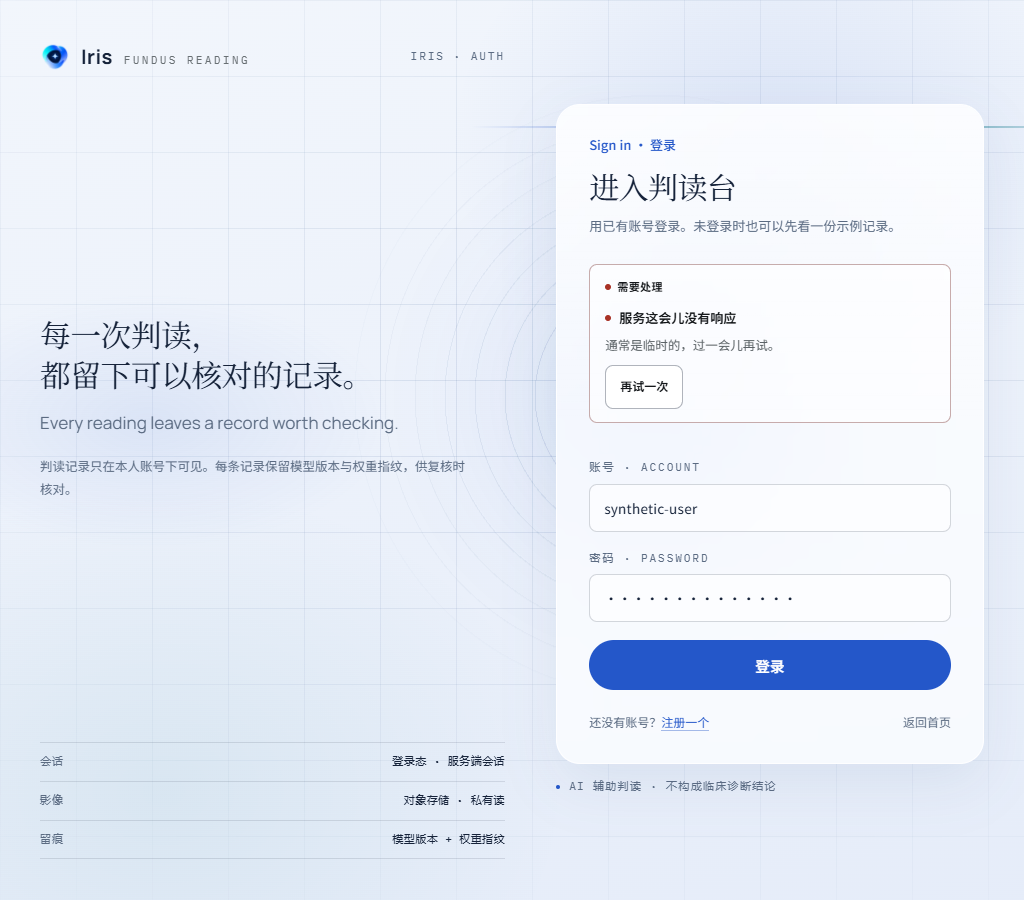 Iris FUNDUS READING
IRIS · AUTH
每一次判读，
都留下可以核对的记录。
Every reading leaves a record worth checking.
判读记录只在本人账号下可见。每条记录保留模型版本与权重指纹，供复核时
核对。
会话 登录态 · 服务端会话
影像 对象存储 · 私有读
留痕 模型版本 + 权重指纹
Sign in · 登录
进入判读台
用已有账号登录。未登录时也可以先看一份示例记录。
需要处理
服务这会儿没有响应
通常是临时的，过一会儿再试。
再试一次
账号 · ACCOUNT
synthetic-user
密码 · PASSWORD
登录
还没有账号？注册一个
返回首页
AI 辅助判读 · 不构成临床诊断结论